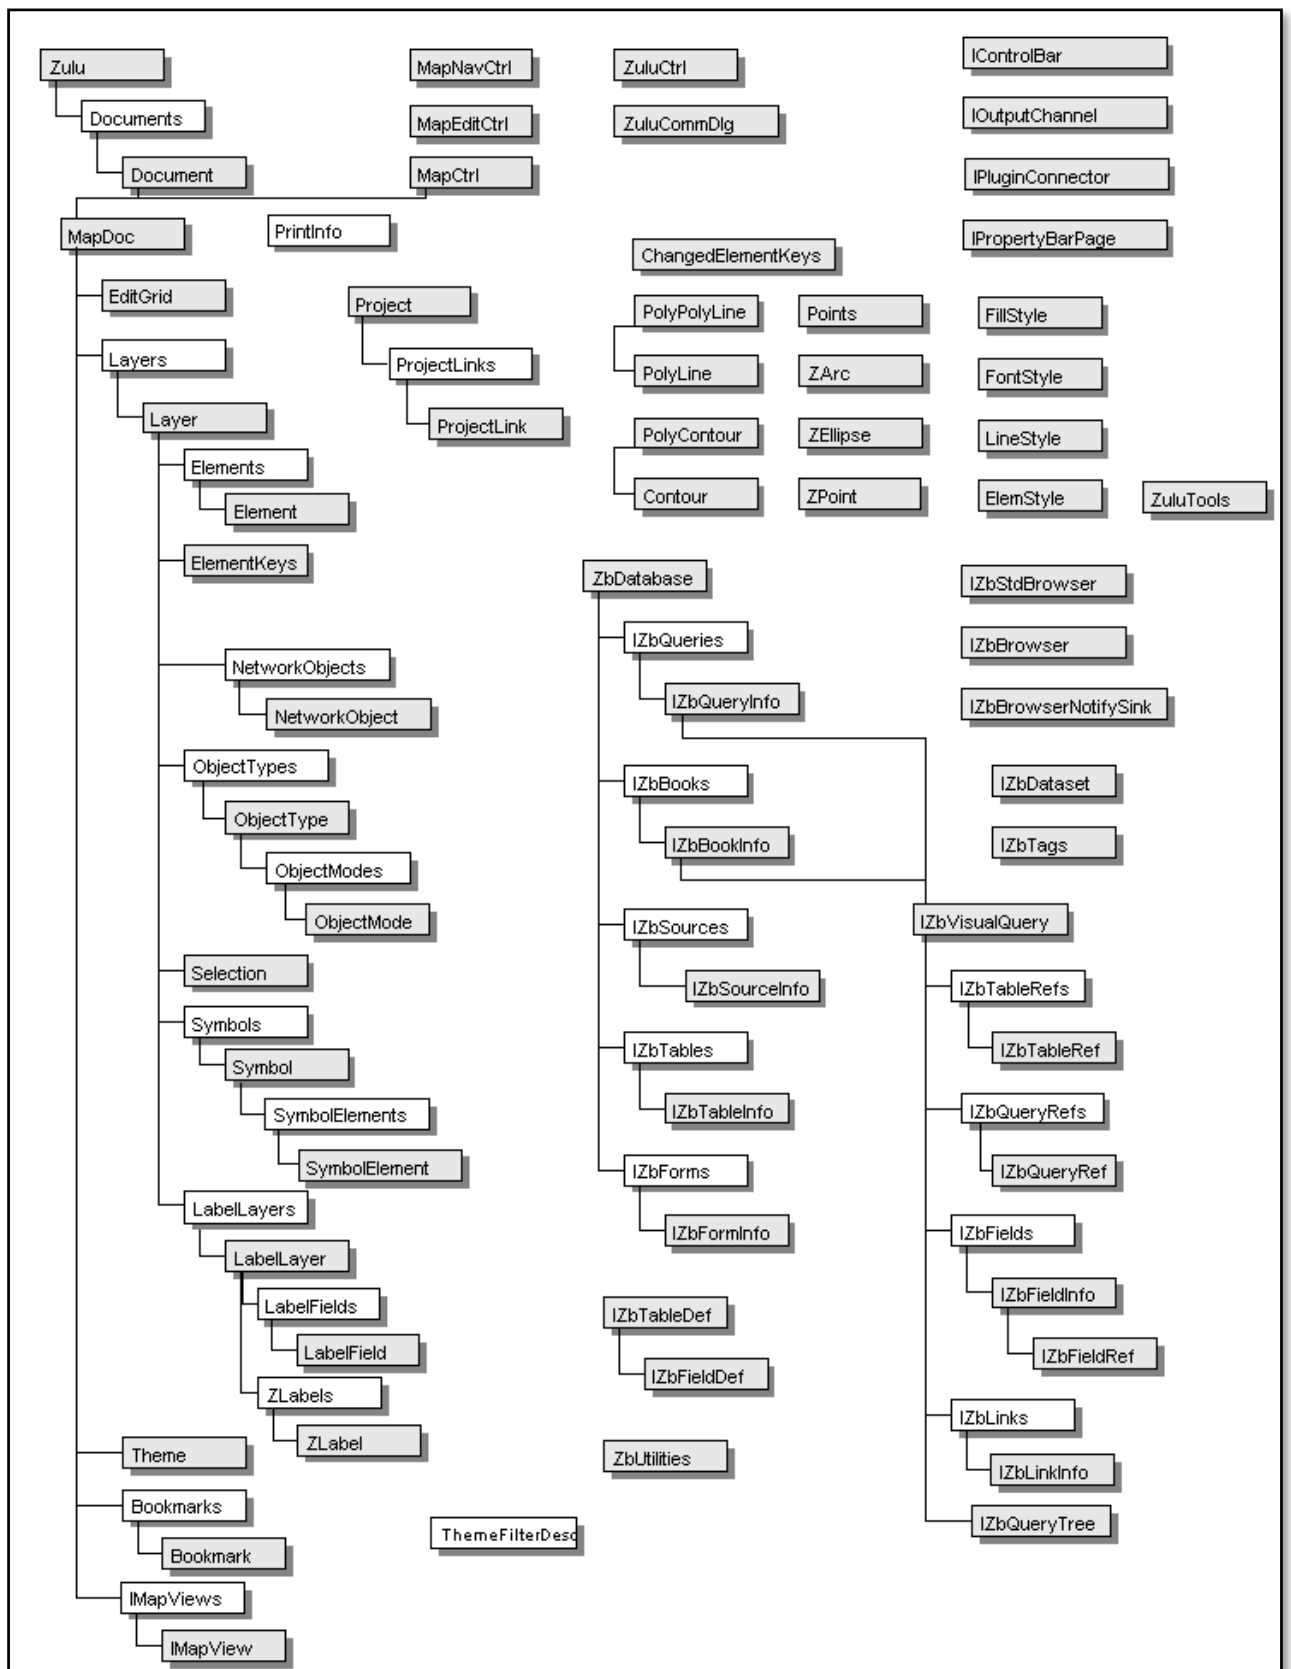 Zulu
MapNavCtrl
ZuluCtrl
IControlBar
Documents
MapEditCtrl
ZuluCommDlg
IOutputChannel
Document
MapCtrl
IPluginConnector
MapDoc
PrintInfo
IPropertyBarPage
ChangedElementKeys
EditGrid
Project
PolyPolyLine
Points
FillStyle
Layers
ProjectLinks
PolyLine
ZArc
FontStyle
Layer
ProjectLink
PolyContour
ZEllipse
LineStyle
Elements
Element
Contour
ZPoint
ElemStyle
ZuluTools
ElementKeys
ZbDatabase
IZbStdBrowser
NetworkObjects
IZbQueries
IZbBrowser
NetworkObject
IZbQueryInfo
IZbBrowserNotifySink
ObjectTypes
IZbBooks
IZbDataset
ObjectType
IZbBookInfo
IZbTags
ObjectModes
ObjectMode
IZbSources
IZbVisualQuery
Selection
IZbSourceInfo
IZbTableRefs
Symbols
IZbTables
IZbTableRef
Symbol
SymbolElements
IZbTableInfo
IZbQueryRefs
SymbolElement
IZbForms
IZbQueryRef
LabelLayers
IZbFormInfo
IZbFields
LabelLayer
LabelFields
IZbTableDef
IZbFieldInfo
LabelField
IZbFieldDef
IZbFieldRef
ZLabels
IZbLinks
ZLabel
Theme
ZbUtilities
IZbLinkInfo
Bookmarks
ThemeFilterDesc
IZbQueryTree
Bookmark
IMapViews
IMapView